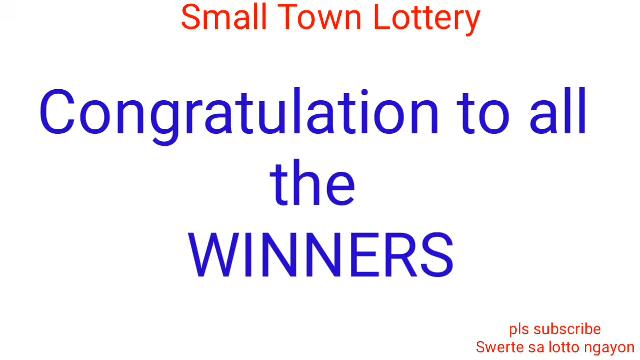 Small Town Lottery
Congratulation to all
the
WINNERS
pls subscribe
Swerte sa lotto ngayon